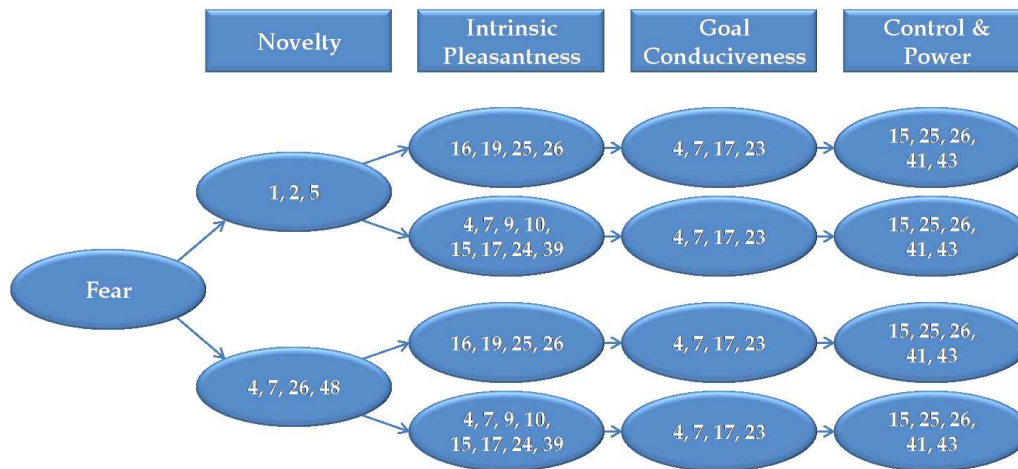 Novelty
Intrinsic
Pleasantness
Goal
Conduciveness
Control &
Power
16, 19, 25, 26
4, 7, 17, 23
15, 25, 26,
41, 43
1, 2, 5
4, 7, 9, 10,
15, 17, 24, 39
4, 7, 17, 23
15, 25, 26,
41, 43
Fear
16, 19, 25, 26
4, 7, 17, 23
15, 25, 26,
41, 43
4, 7, 26, 48
4, 7, 9, 10,
15, 17, 24, 39
4, 7, 17, 23
15, 25, 26,
41, 43